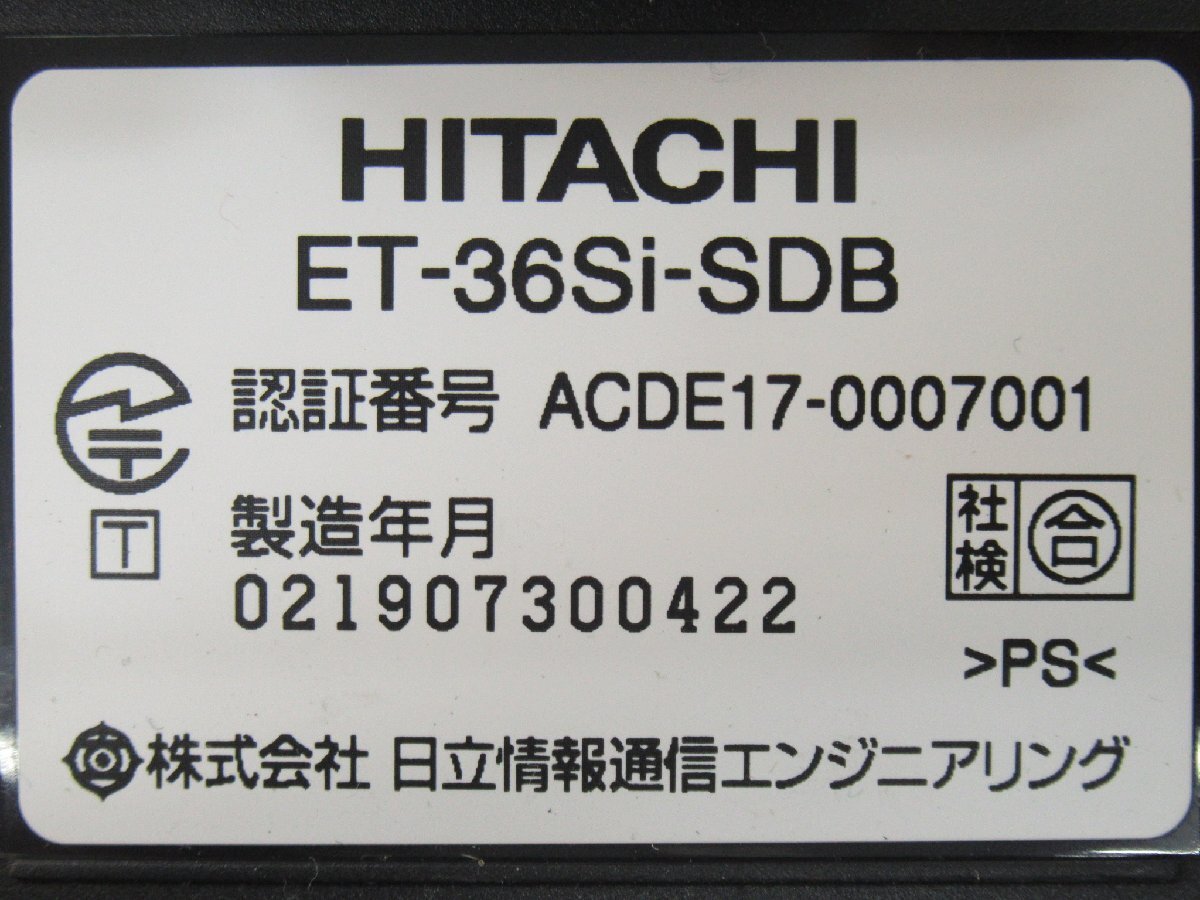 HITACHI
ET-36Si-SDB
認証番号 ACDE17-0007001
T
製造年月
021907300422
社検 合
>PS<
株式会社 日立情報通信エンジニアリング